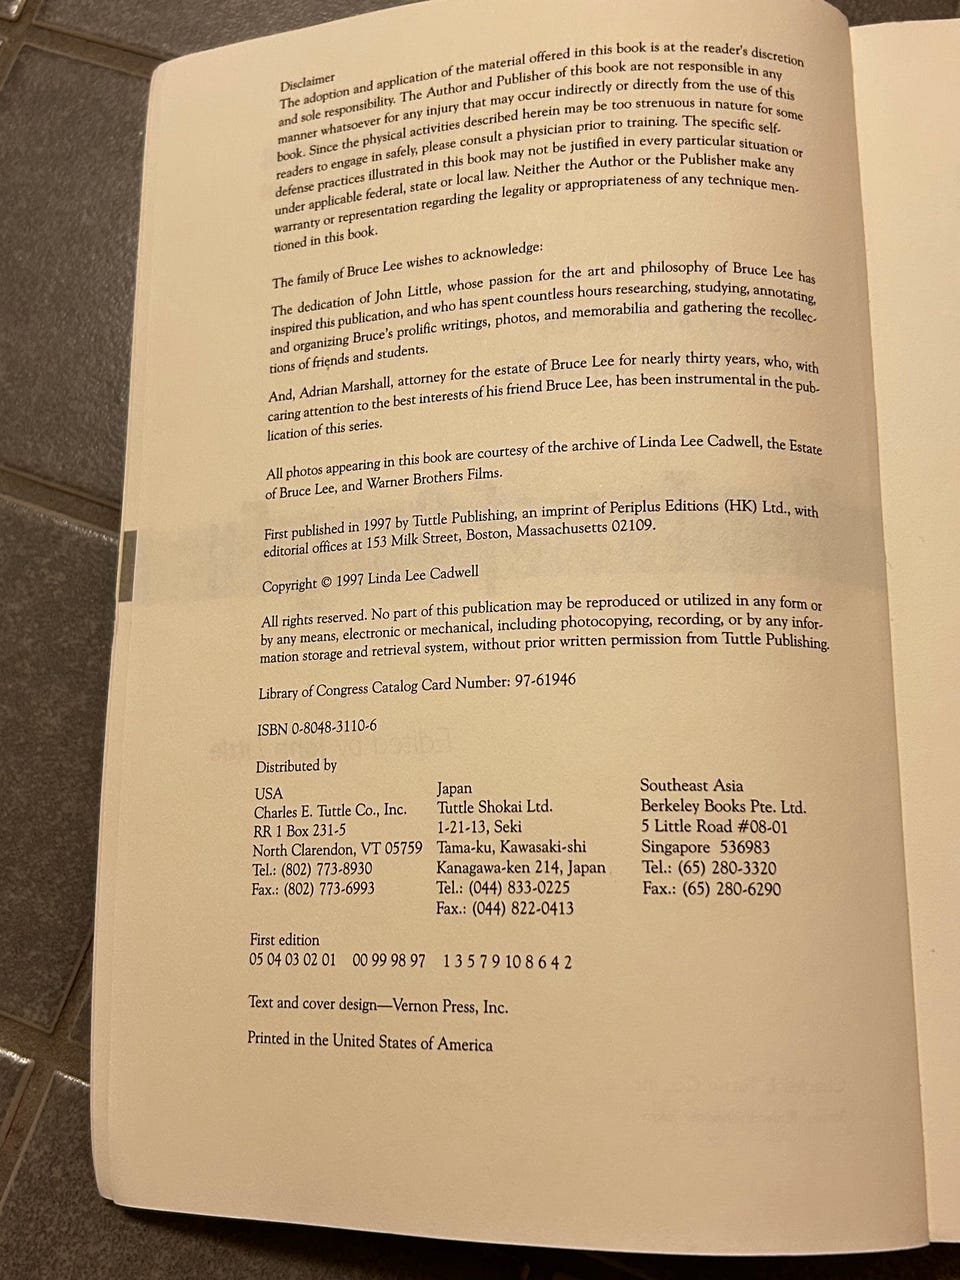 Disclaimer
The adoption and application of the material offered in this book is at the reader's discretion
and sole responsibility. The Author and Publisher of this book are not responsible in any
manner whatsoever for any injury that may occur indirectly or directly from the use of this
book. Since the physical activities described herein may be too strenuous in nature for some
readers to engage in safely, please consult a physician prior to training. The specific self-
defense practices illustrated in this book may not be justified in every particular situation or
under applicable federal, state or local law. Neither the Author or the Publisher make any
warranty or representation regarding the legality or appropriateness of any technique men-
tioned in this book.
The family of Bruce Lee wishes to acknowledge:
The dedication of John Little, whose passion for the art and philosophy of Bruce Lee has
inspired this publication, and who has spent countless hours researching, studying, annotating,
and organizing Bruce's prolific writings, photos, and memorabilia and gathering the recollec-
tions of friends and students.
And, Adrian Marshall, attorney for the estate of Bruce Lee for nearly thirty years, who, with
caring attention to the best interests of his friend Bruce Lee, has been instrumental in the pub-
lication of this series.
All photos appearing in this book are courtesy of the archive of Linda Lee Cadwell, the Estate
of Bruce Lee, and Warner Brothers Films.
First published in 1997 by Tuttle Publishing, an imprint of Periplus Editions (HK) Ltd., with
editorial offices at 153 Milk Street, Boston, Massachusetts 02109.
Copyright © 1997 Linda Lee Cadwell
All rights reserved. No part of this publication may be reproduced or utilized in any form or
by any means, electronic or mechanical, including photocopying, recording, or by any infor-
mation storage and retrieval system, without prior written permission from Tuttle Publishing.
Library of Congress Catalog Card Number: 97-61946
ISBN 0-8048-3110-6
Distributed by
USA
Charles E. Tuttle Co., Inc.
RR 1 Box 231-5
North Clarendon, VT 05759
Tel.: (802) 773-8930
Fax.: (802) 773-6993
Japan
Tuttle Shokai Ltd.
1-21-13, Seki
Tama-ku, Kawasaki-shi
Kanagawa-ken 214, Japan
Tel.: (044) 833-0225
Fax.: (044) 822-0413
Southeast Asia
Berkeley Books Pte. Ltd.
5 Little Road #08-01
Singapore 536983
Tel.: (65) 280-3320
Fax.: (65) 280-6290
First edition
05 04 03 02 01 00 99 98 97 1 3 5 7 9 10 8 6 4 2
Text and cover design—Vernon Press, Inc.
Printed in the United States of America